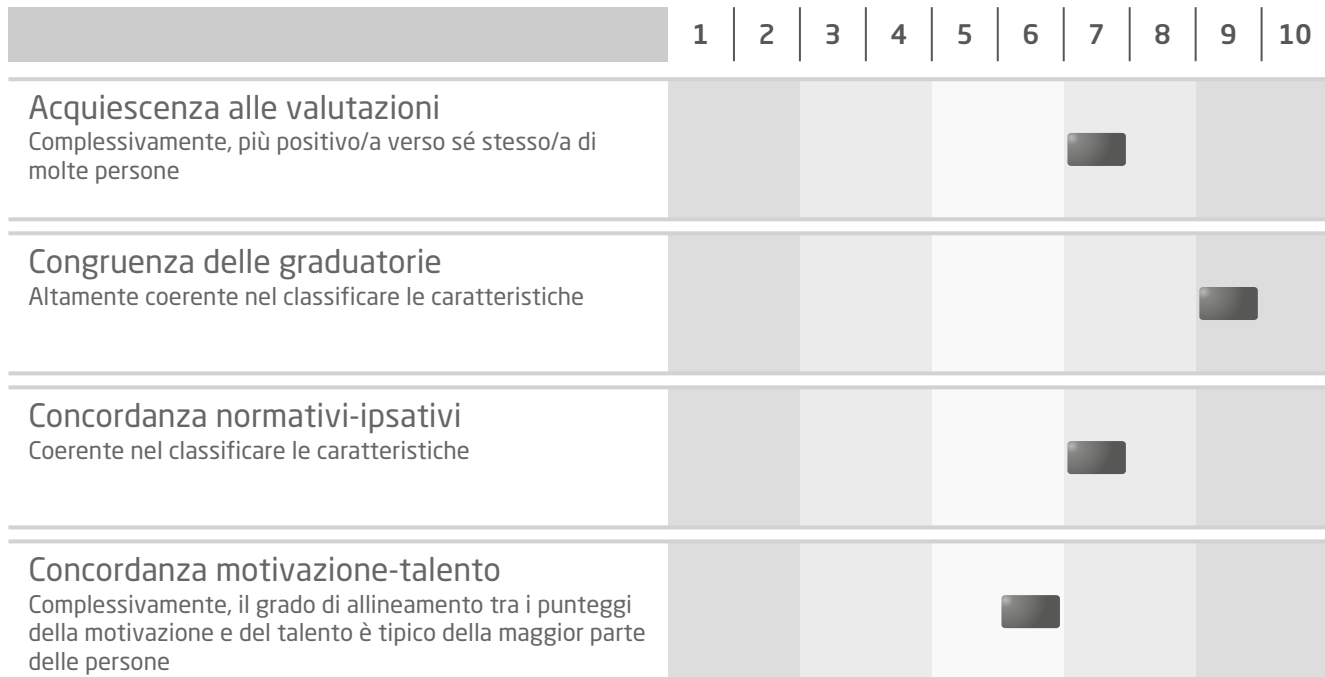 1 2 3 4 5 6 7 8 9 10
Acquiescenza alle valutazioni
Complessivamente, più positivo/a verso sé stesso/a di
molte persone
Congruenza delle graduatorie
Altamente coerente nel classificare le caratteristiche
Concordanza normativi-ipsativi
Coerente nel classificare le caratteristiche
Concordanza motivazione-talento
Complessivamente, il grado di allineamento tra i punteggi
della motivazione e del talento è tipico della maggior parte
delle persone